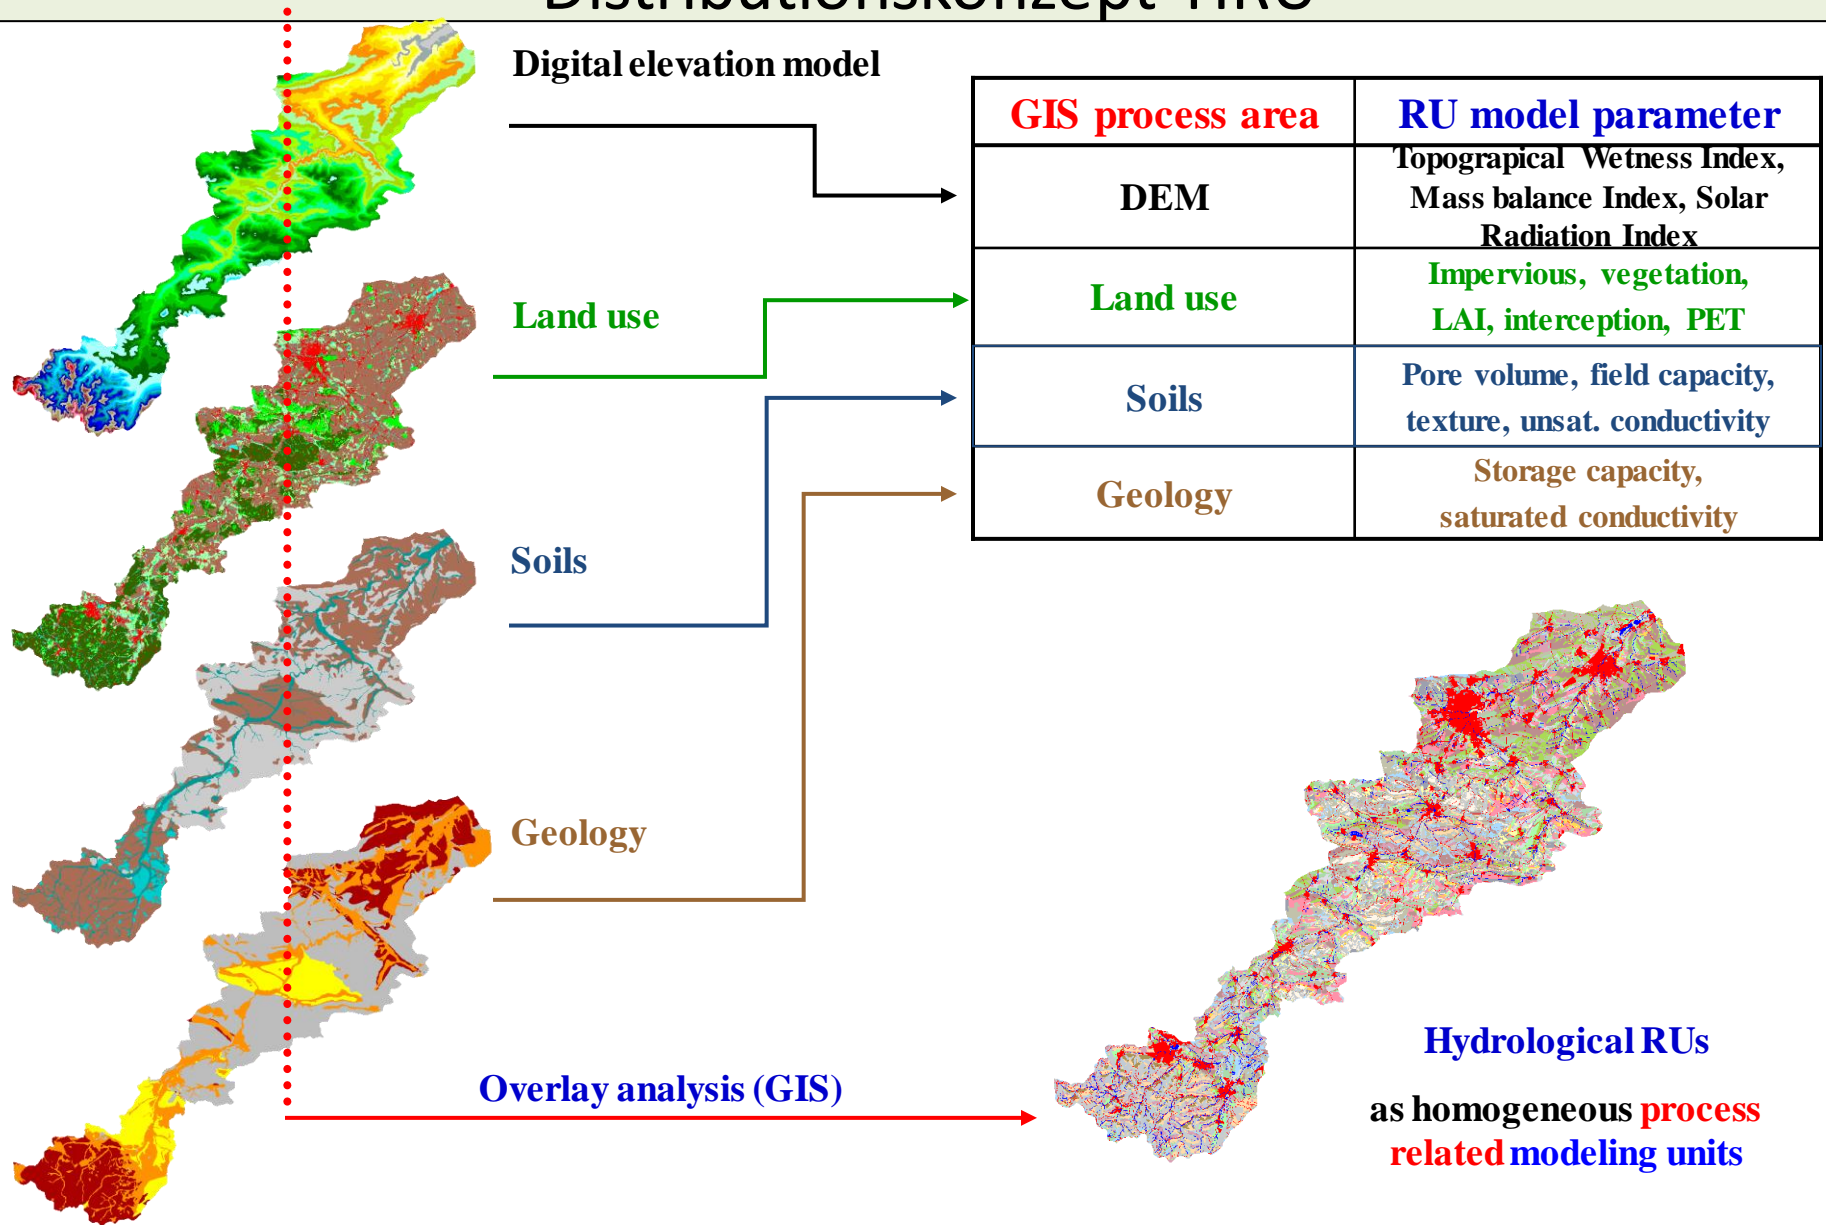 Distributionskonzept HRU
Digital elevation model
GIS process area
RU model parameter
DEM
Topograpical Wetness Index,
Mass balance Index, Solar
Radiation Index
Land use
Land use
Impervious, vegetation,
LAI, interception, PET
Soils
Pore volume, field capacity,
texture, unsat. conductivity
Geology
Storage capacity,
saturated conductivity
Soils
Geology
Overlay analysis (GIS)
Hydrological RUs
as homogeneous process
related modeling units